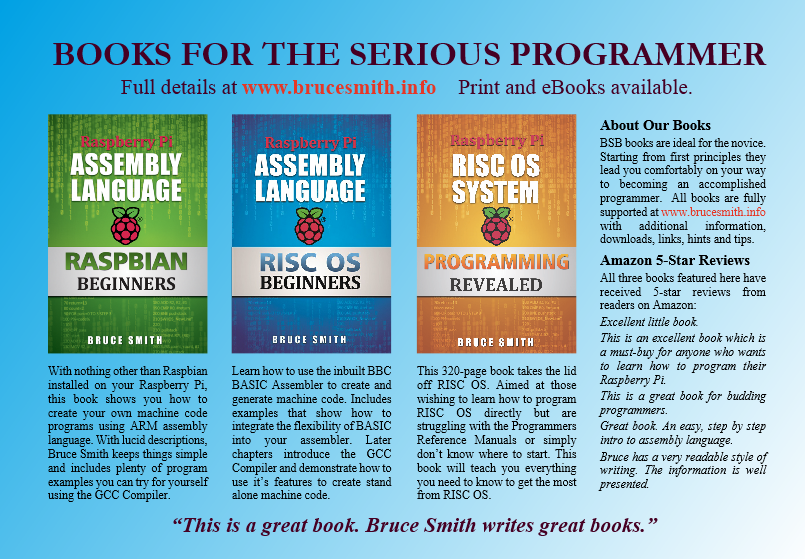 BOOKS FOR THE SERIOUS PROGRAMMER
Full details at www.brucesmith.info Print and eBooks available.
Raspberry Pi
ASSEMBLY
LANGUAGE
RASPBIAN
BEGINNERS
BRUCE SMITH
With nothing other than Raspbian
installed on your Raspberry Pi,
this book shows you how to
create your own machine code
programs using ARM assembly
language. With lucid descriptions,
Bruce Smith keeps things simple
and includes plenty of program
examples you can try for yourself
using the GCC Compiler.
Raspberry Pi
ASSEMBLY
LANGUAGE
RISC OS
BEGINNERS
BRUCE SMITH
Learn how to use the inbuilt BBC
BASIC Assembler to create and
generate machine code. Includes
examples that show how to
integrate the flexibility of BASIC
into your assembler. Later
chapters introduce the GCC
Compiler and demonstrate how to
use it's features to create stand
alone machine code.
Raspberry Pi
RISC OS
SYSTEM
PROGRAMMING
REVEALED
BRUCE SMITH
This 320-page book takes the lid
off RISC OS. Aimed at those
wishing to learn how to program
RISC OS directly but are
struggling with the Programmers
Reference Manuals or simply
don't know where to start. This
book will teach you everything
you need to know to get the most
from RISC OS.
About Our Books
BSB books are ideal for the novice.
Starting from first principles they
lead you comfortably on your way
to becoming an accomplished
programmer. All books are fully
supported at www.brucesmith.info
with additional information,
downloads, links, hints and tips.
Amazon 5-Star Reviews
All three books featured here have
received 5-star reviews from
readers on Amazon:
Excellent little book.
This is an excellent book which is
a must-buy for anyone who wants
to learn how to program their
Raspberry Pi.
This is a great book for budding
programmers.
Great book. An easy, step by step
intro to assembly language.
Bruce has a very readable style of
writing. The information is well
presented.
“This is a great book. Bruce Smith writes great books.”